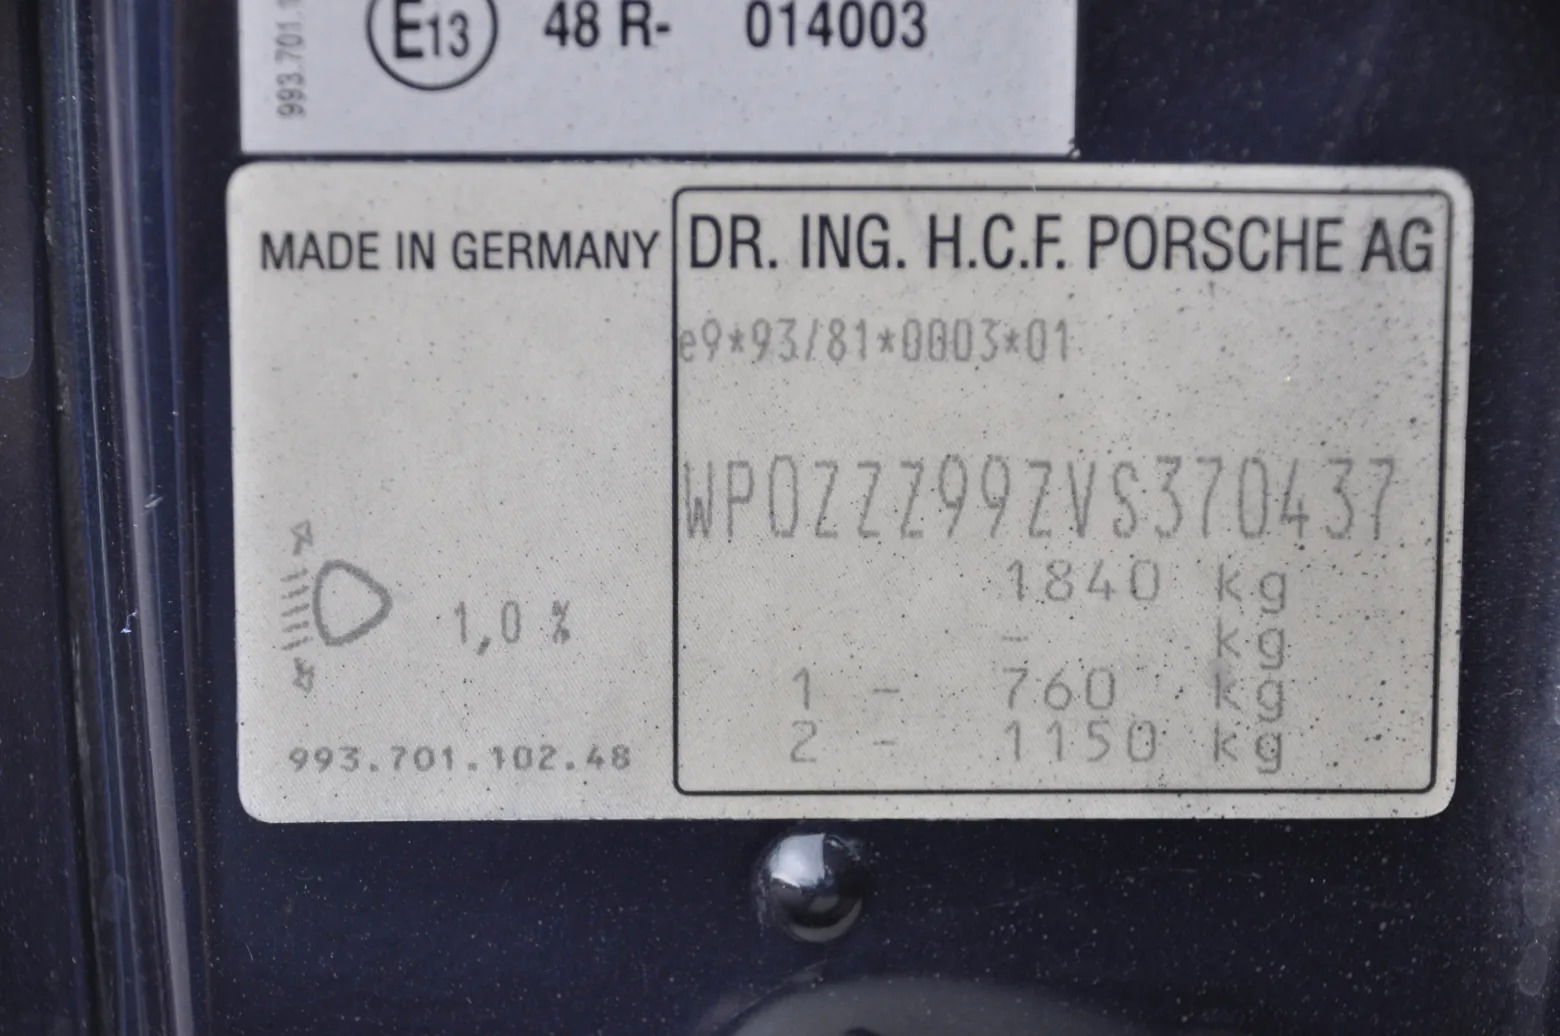 993.701.1
E13 48 R- 014003
MADE IN GERMANY
DR. ING. H.C.F. PORSCHE AG
e9*93/81*0003*01
WP0ZZZ99ZVS370437
1840 kg
- kg
1 - 760 kg
2 - 1150 kg
1,0 %
993.701.102.48